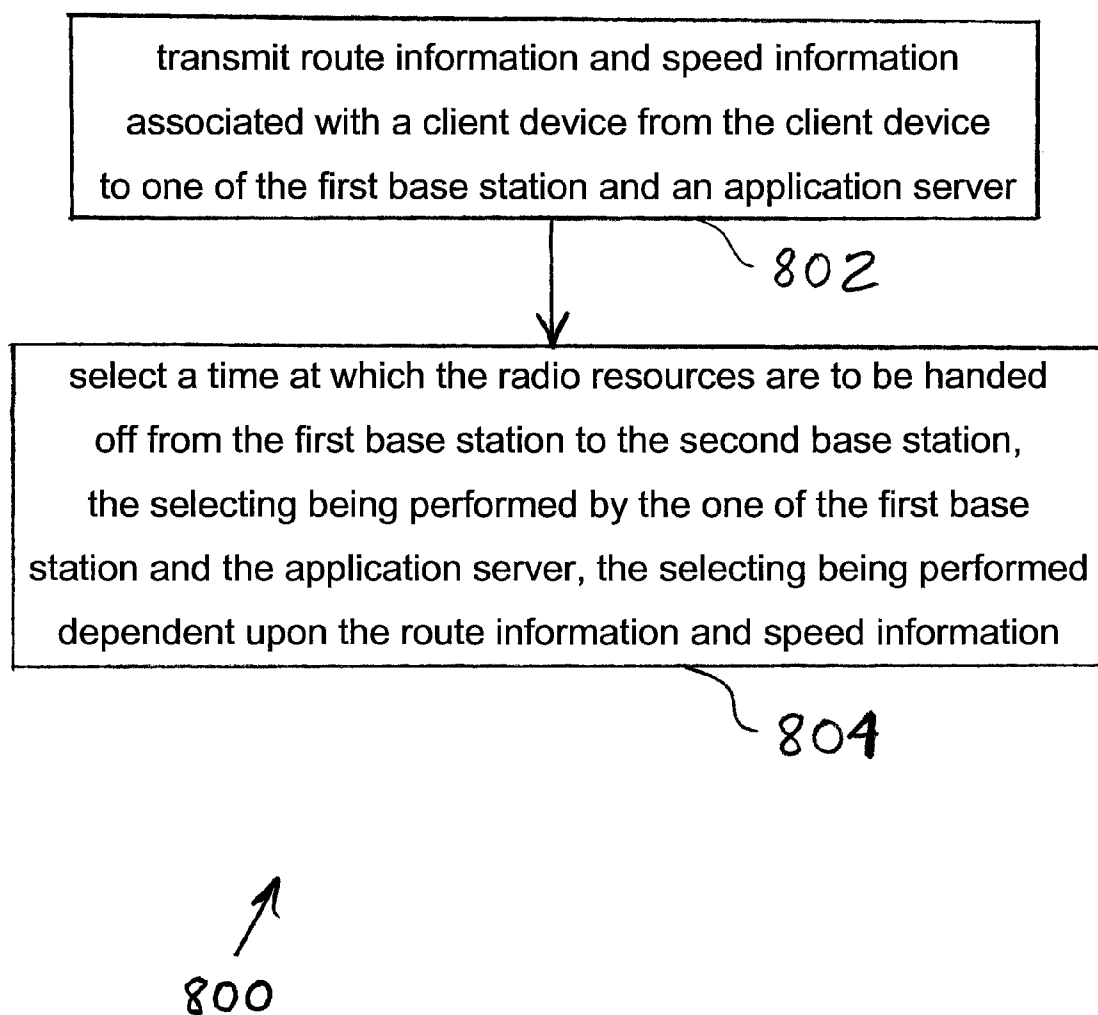 transmit route information and speed information
associated with a client device from the client device
to one of the first base station and an application server
802
select a time at which the radio resources are to be handed
off from the first base station to the second base station,
the selecting being performed by the one of the first base
station and the application server, the selecting being performed
dependent upon the route information and speed information
804
800